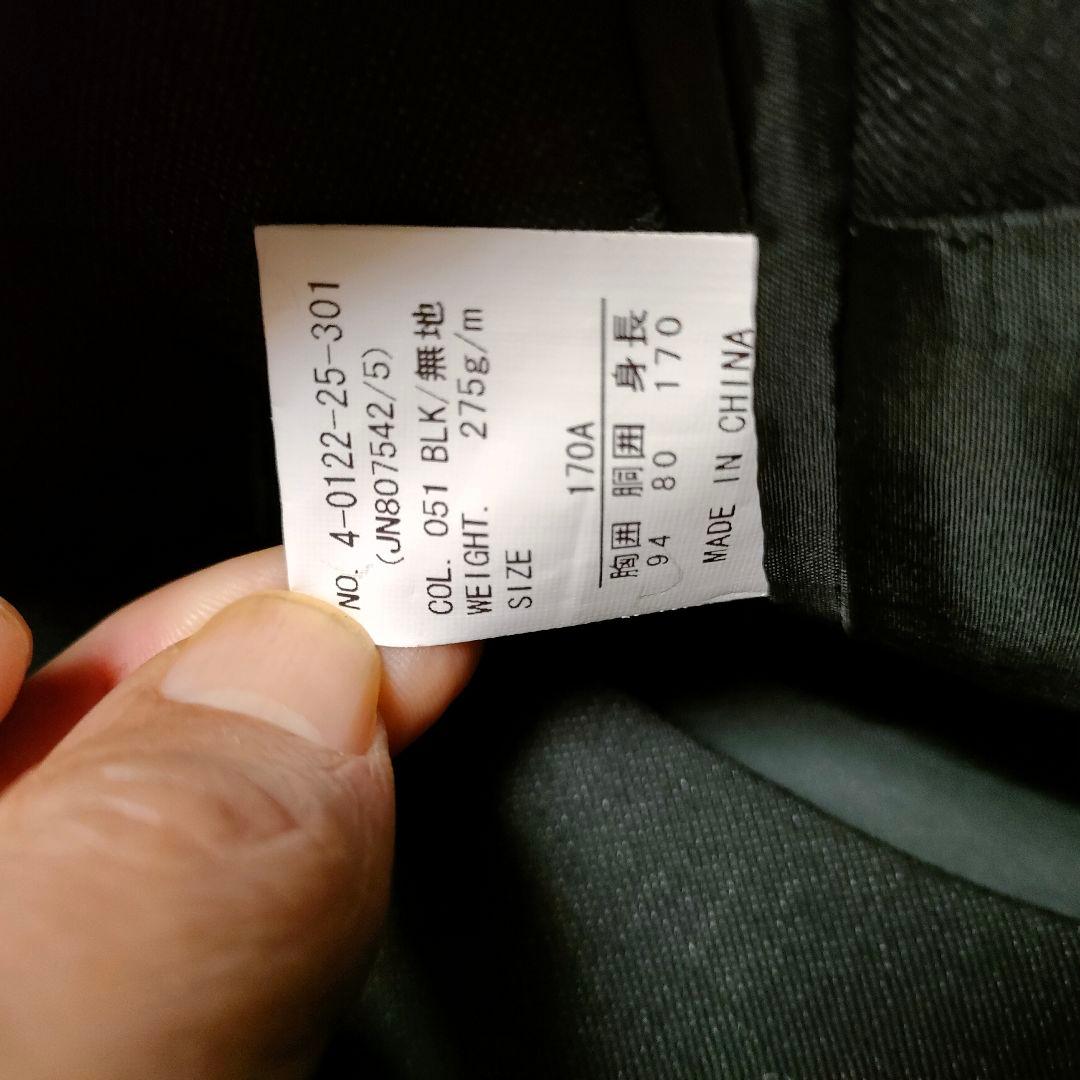 NO. 4-0122-25-301
(JN807542/5)
COL. 051 BLK/無地
WEIGHT. 275g/m
SIZE
170A
胸囲 胴囲 身長
94 80 170
MADE IN CHINA